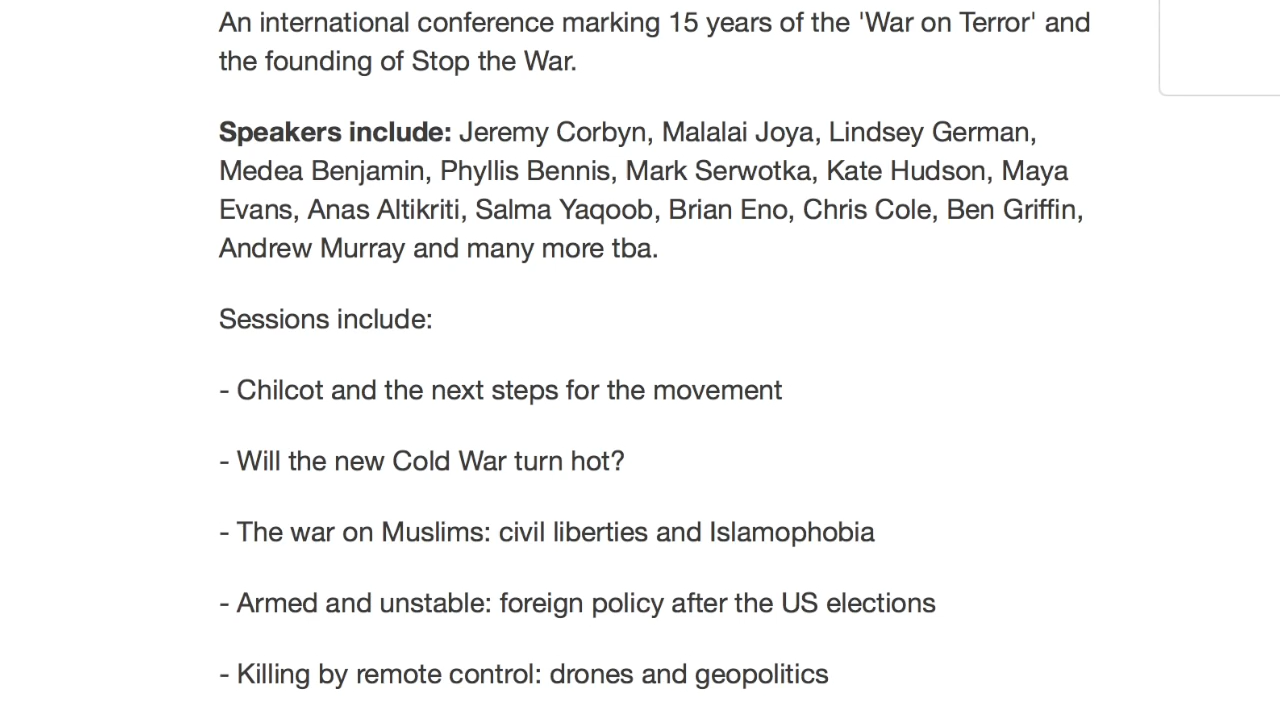 An international conference marking 15 years of the 'War on Terror' and
the founding of Stop the War.
Speakers include: Jeremy Corbyn, Malalai Joya, Lindsey German,
Medea Benjamin, Phyllis Bennis, Mark Serwotka, Kate Hudson, Maya
Evans, Anas Altikriti, Salma Yaqoob, Brian Eno, Chris Cole, Ben Griffin,
Andrew Murray and many more tba.
Sessions include:
- Chilcot and the next steps for the movement
- Will the new Cold War turn hot?
- The war on Muslims: civil liberties and Islamophobia
- Armed and unstable: foreign policy after the US elections
- Killing by remote control: drones and geopolitics